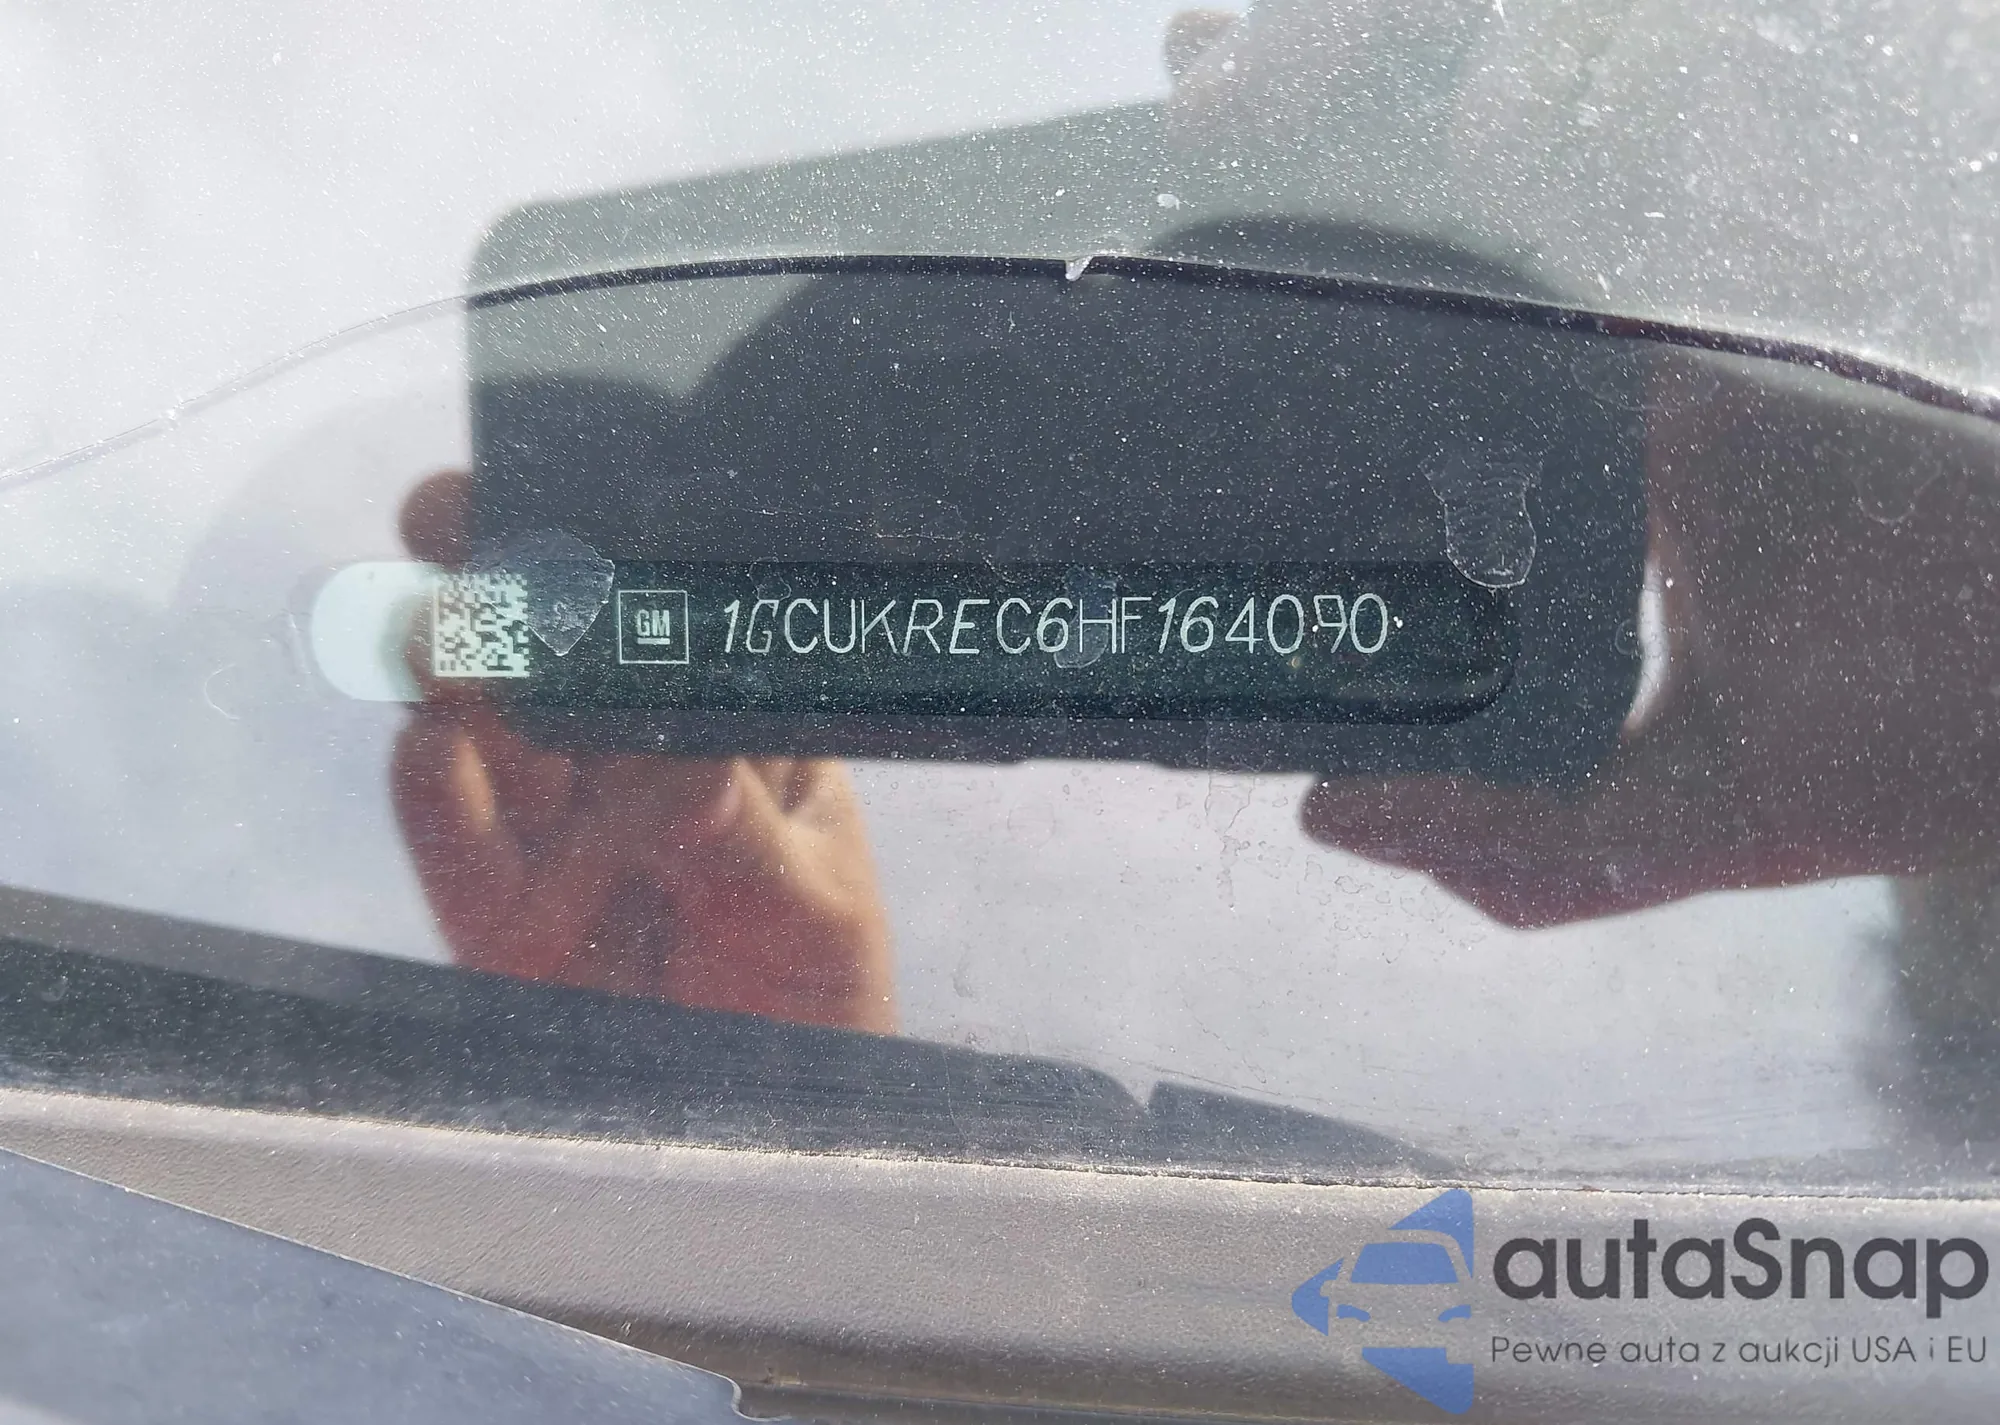 GM 1GCUKREC6HF164090
autaSnap
Pewne auta z aukcji USA i EU